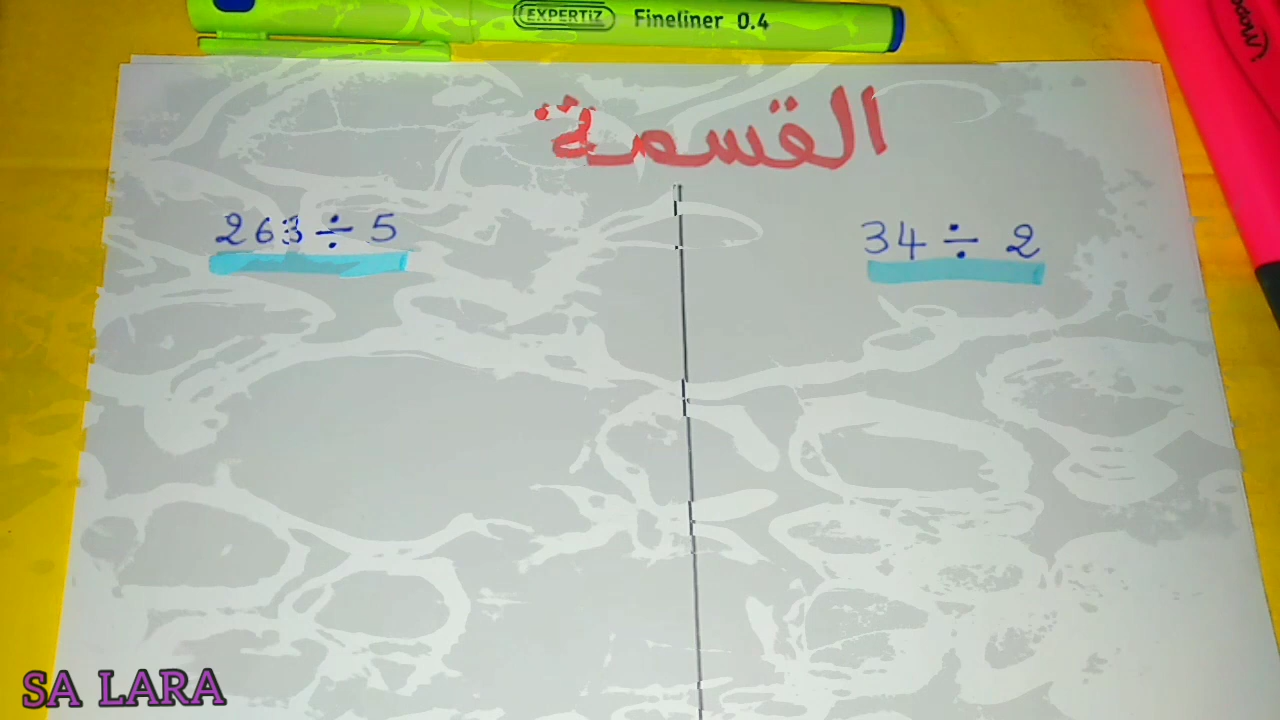 EXPERTIZ Fineliner 0.4
القسمة
34 ÷ 2
263 ÷ 5
SA LARA